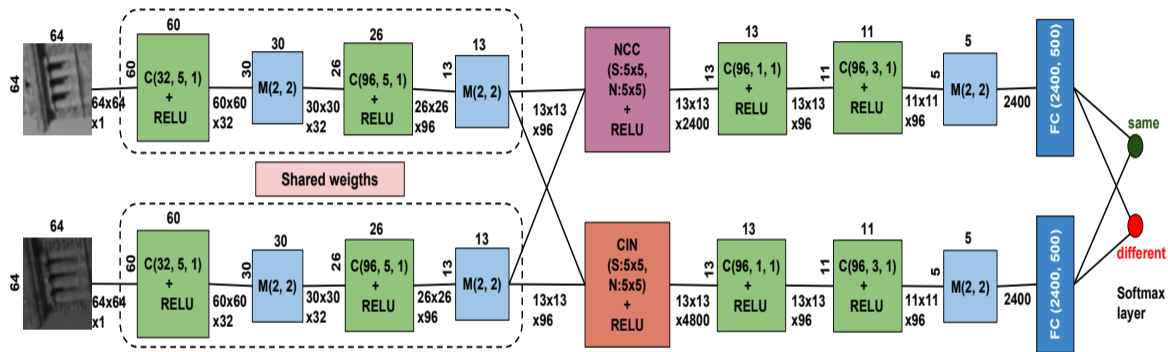 64
64
64x64
x1
60
60
C(32, 5, 1)
+
RELU
60x60
x32
30
30
M(2, 2)
30x30
x32
26
26
C(96, 5, 1)
+
RELU
26x26
x96
13
13
M(2, 2)
13x13
x96
NCC
(S:5x5,
N:5x5)
+
RELU
13x13
x2400
13
13
C(96, 1, 1)
+
RELU
13x13
x96
11
11
C(96, 3, 1)
+
RELU
11x11
x96
5
5
M(2, 2)
2400
FC (2400, 500)
same
Shared weigths
64
64
64x64
x1
60
60
C(32, 5, 1)
+
RELU
60x60
x32
30
30
M(2, 2)
30x30
x32
26
26
C(96, 5, 1)
+
RELU
26x26
x96
13
13
M(2, 2)
13x13
x96
CIN
(S:5x5,
N:5x5)
+
RELU
13x13
x4800
13
13
C(96, 1, 1)
+
RELU
13x13
x96
11
11
C(96, 3, 1)
+
RELU
11x11
x96
5
5
M(2, 2)
2400
FC (2400, 500)
different
Softmax
layer